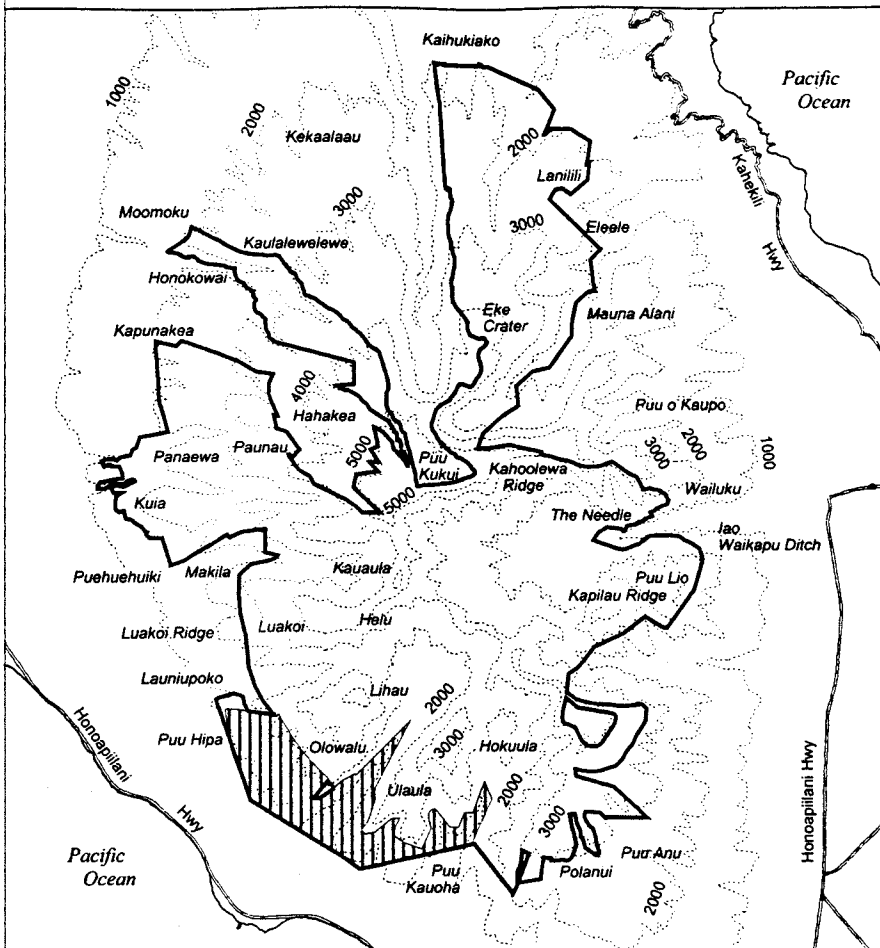 Kaihukiako
Pacific
Ocean
1000
2000
Kekaalaau
2000
Lanilili
Kahekili
Hwy
3000
Moomoku
Kaulalewelewe
3000
Eleele
Honokowai
Eke
Crater
Mauna Alani
Kapunakea
4000
Hahakea
Puu o Kaupo
3000
2000
1000
Panaewa
Paunau
5000
Puu
Kukui
Kahoolewa
Ridge
Wailuku
Kuia
5000
The Needle
Iao
Waikapu Ditch
Puehuehuiki
Makila
Kauaula
Puu Lio
Kapilau Ridge
Luakoi Ridge
Luakoi
Helu
Launiupoko
Lihau
2000
Puu Hipa
Olowalu
3000
Hokuula
Honoapiilani
Hwy
Ulaula
2000
3000
Honoapiilani Hwy
Pacific
Ocean
Puu
Kauoha
Polanui
Puu Anu
2000